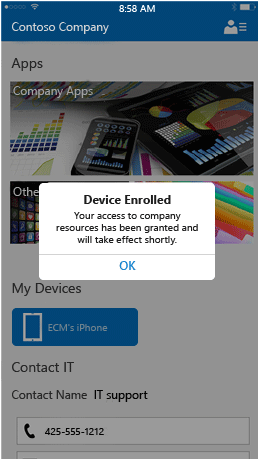 8:58 AM
Contoso Company
Apps
Company Apps
Othe
Device Enrolled
Your access to company
resources has been granted and
will take effect shortly.
OK
My Devices
ECM's iPhone
Contact IT
Contact Name IT support
425-555-1212